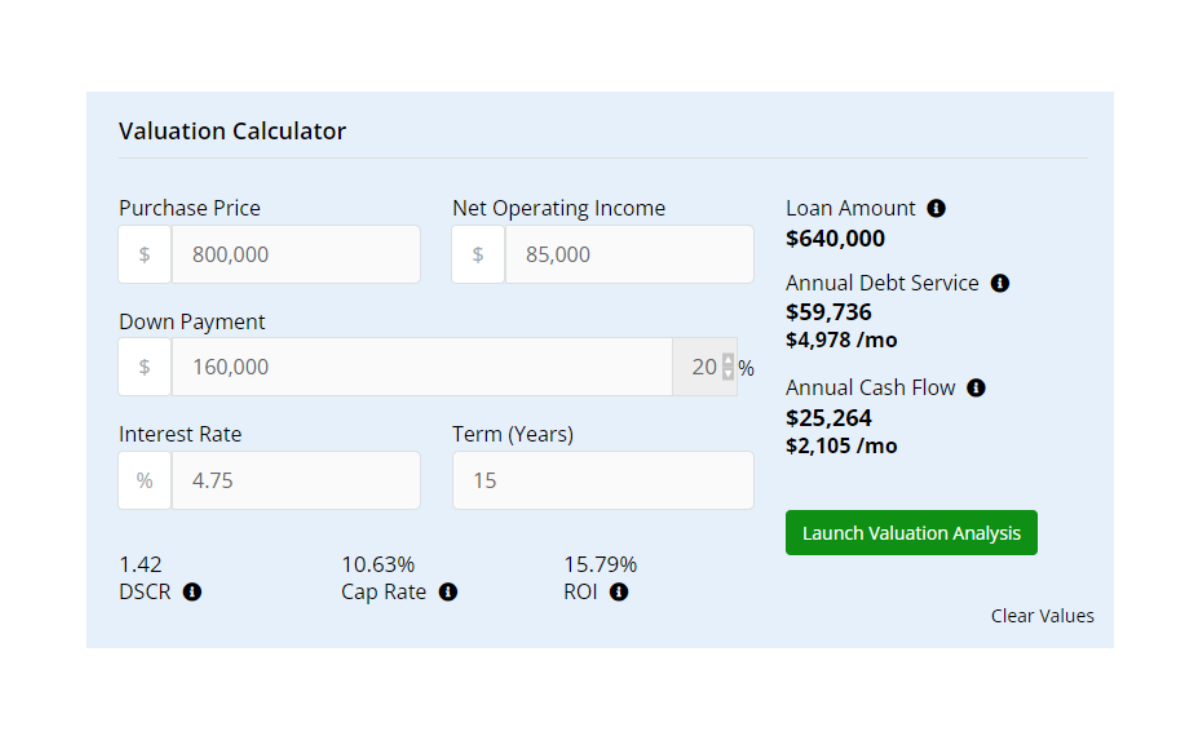 Valuation Calculator
Purchase Price
$ 800,000
Net Operating Income
$ 85,000
Down Payment
$ 160,000 20 %
Interest Rate
% 4.75
Term (Years)
15
1.42
DSCR
10.63%
Cap Rate
15.79%
ROI
Loan Amount
$640,000
Annual Debt Service
$59,736
$4,978 /mo
Annual Cash Flow
$25,264
$2,105 /mo
Launch Valuation Analysis
Clear Values